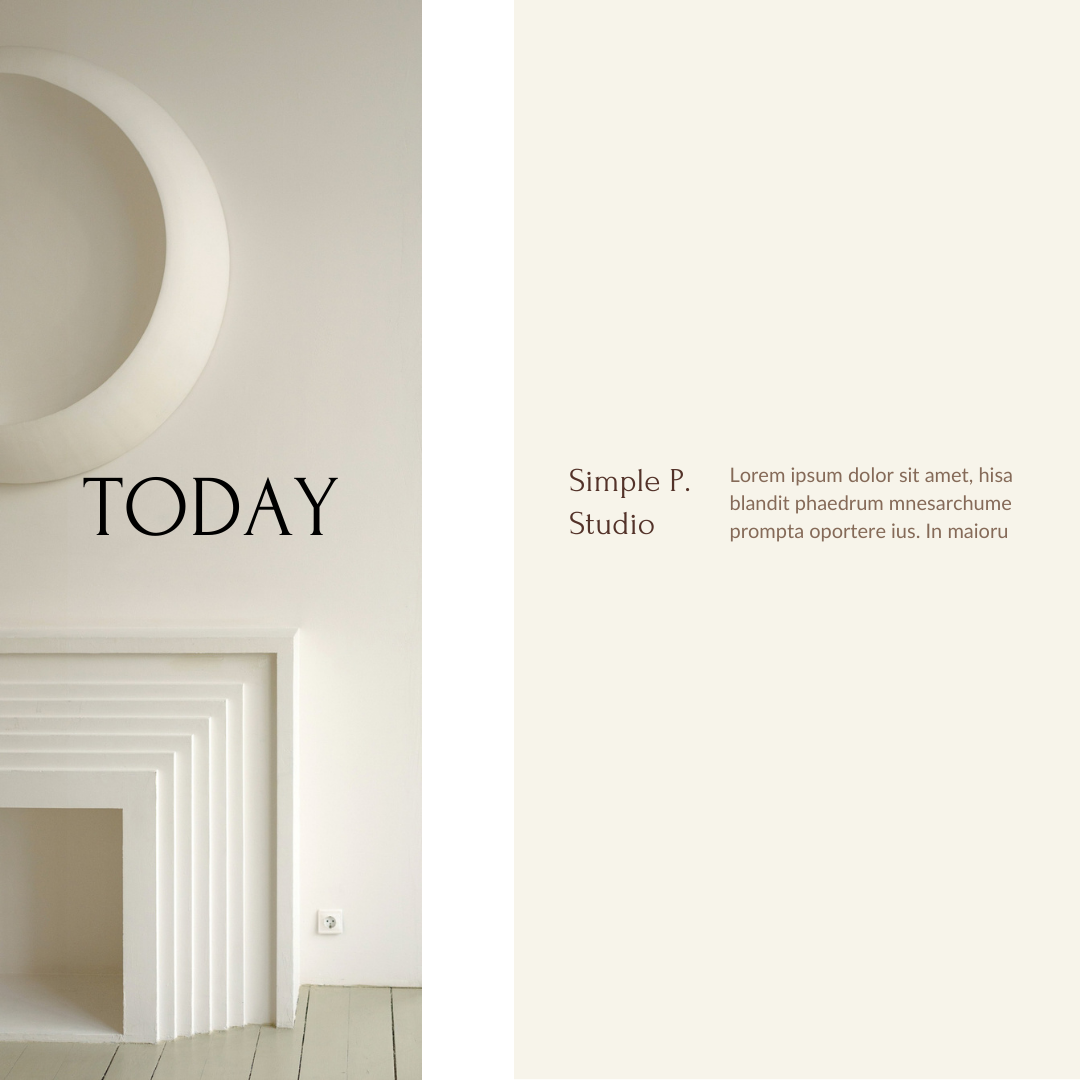 TODAY
Simple P.
Studio
Lorem ipsum dolor sit amet, hisa
blandit phaedrum mnesarchume
prompta oportere ius. In maioru